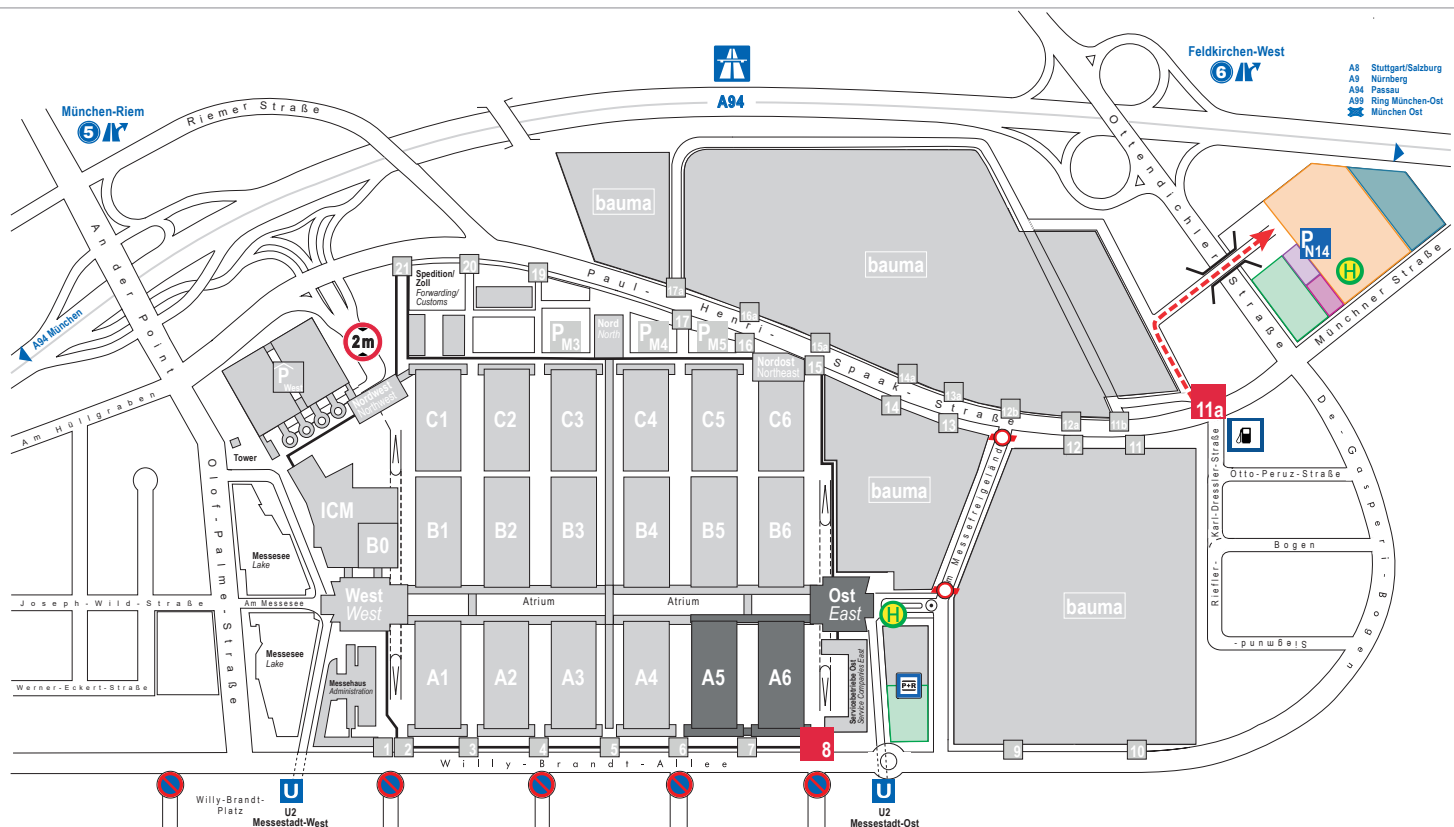 Feldkirchen-West
6
A8 Stuttgart/Salzburg
A9 Nürnberg
A94 Passau
A99 Ring München-Ost
München Ost
A94
München-Riem
5
Riemer Straße
Ottendichler Straße
An der Point
bauma
bauma
P N14
H
Münchner Straße
21
20
19
Spedition/
Zoll
Forwarding/
Customs
Paul-Henri-Spaak-Straße
17a
16a
15a
14a
13a
12b
12a
11b
11a
17
16
15
14
13
12
11
A94 München
2m
P West
P M3
Nord
North
P M4
P M5
Nordost
Northeast
Nordwest
Northwest
Am Hüllgraben
Tower
C1
C2
C3
C4
C5
C6
De-Gasperi-Bogen
Karl-Dressler-Straße
Otto-Peruz-Straße
Olof-Palme-Straße
ICM
B0
B1
B2
B3
B4
B5
B6
bauma
Am Messefreigelände
Bogen
Riefler-
Siegmund-
Messesee
Lake
Joseph-Wild-Straße
Am Messesee
West
West
Atrium
Atrium
Ost
East
H
bauma
Messesee
Lake
Werner-Eckert-Straße
Messehaus
Administration
A1
A2
A3
A4
A5
A6
Servicebetriebe Ost
Service Companies East
P+R
1
2
3
4
5
6
7
8
9
10
Willy-Brandt-Allee
Willy-Brandt-
Platz
U
U2
Messestadt-West
U
U2
Messestadt-Ost